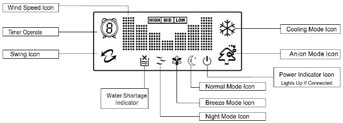 Wind Speed Icon
HIGH MID LOW
Timer Operate
8
Cooling Mode Icon
Swing Icon
Anion Mode Icon
Power Indicator Icon
Lights Up If Connected
Water Shortage
Indicator
Normal Mode Icon
Breeze Mode Icon
Night Mode Icon